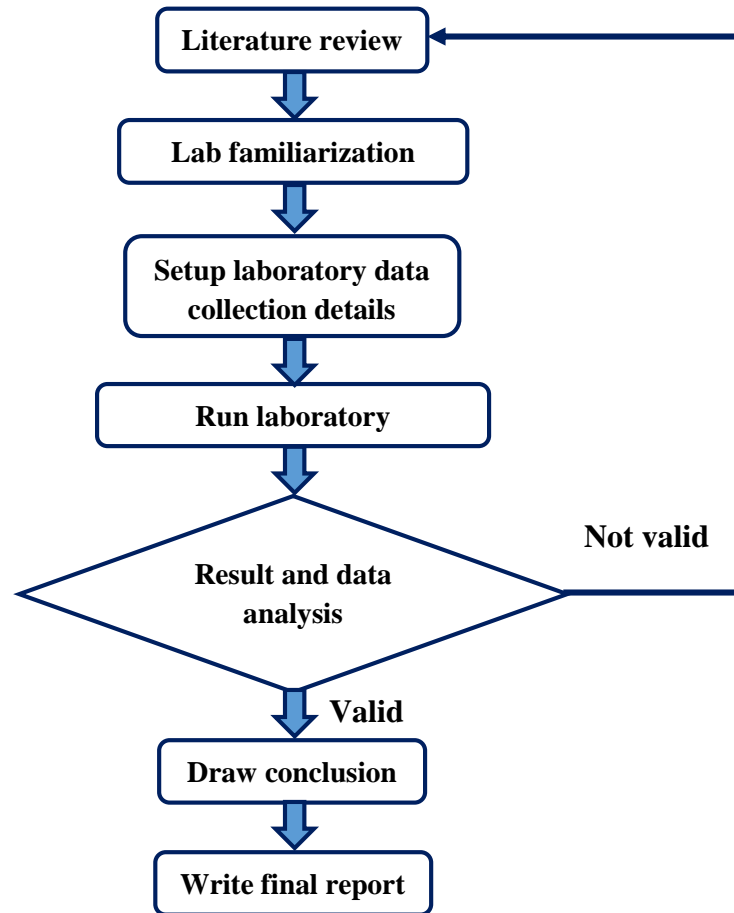 Literature review
Lab familiarization
Setup laboratory data
collection details
Run laboratory
Not valid
Result and data
analysis
Valid
Draw conclusion
Write final report